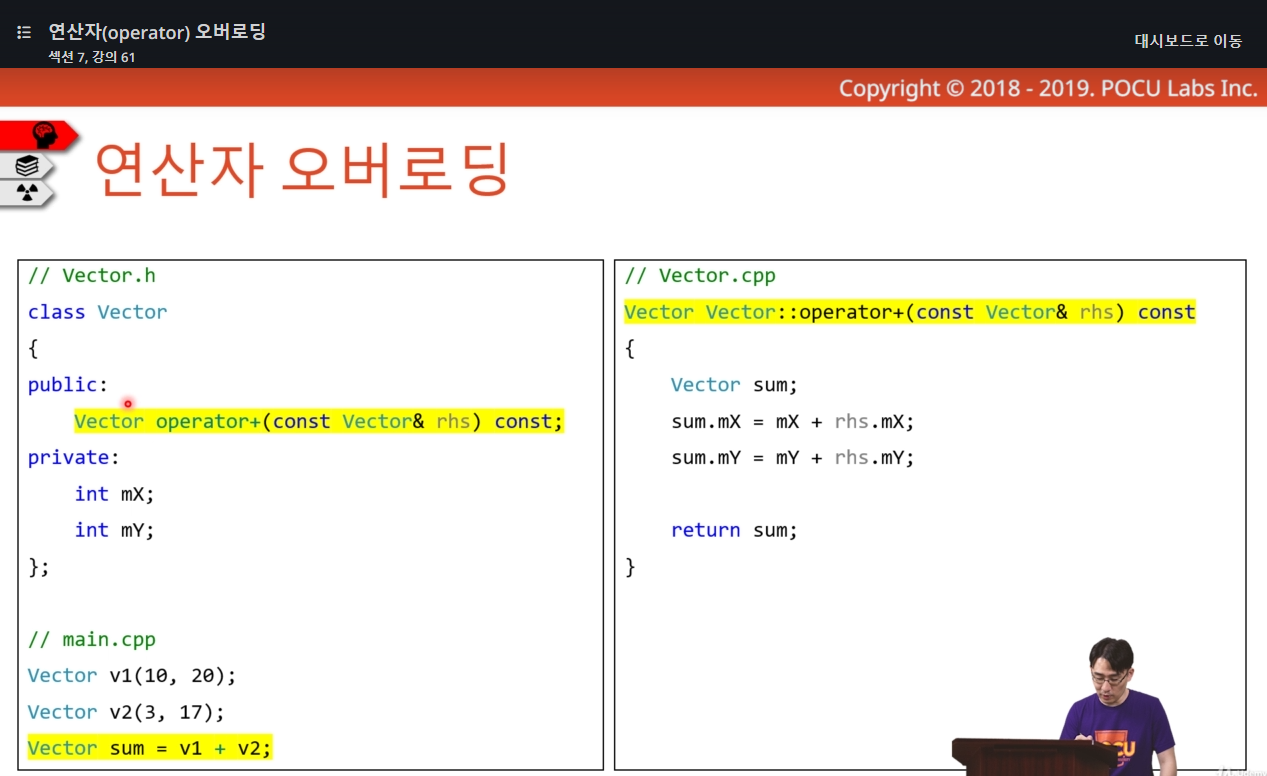 연산자(operator) 오버로딩
섹션 7, 강의 61
대시보드로 이동
Copyright © 2018 - 2019. POCU Labs Inc.
연산자 오버로딩
// Vector.h
class Vector
{
public:
Vector operator+(const Vector& rhs) const;
private:
int mX;
int mY;
};
// main.cpp
Vector v1(10, 20);
Vector v2(3, 17);
Vector sum = v1 + v2;
// Vector.cpp
Vector Vector::operator+(const Vector& rhs) const
{
Vector sum;
sum.mX = mX + rhs.mX;
sum.mY = mY + rhs.mY;
return sum;
}